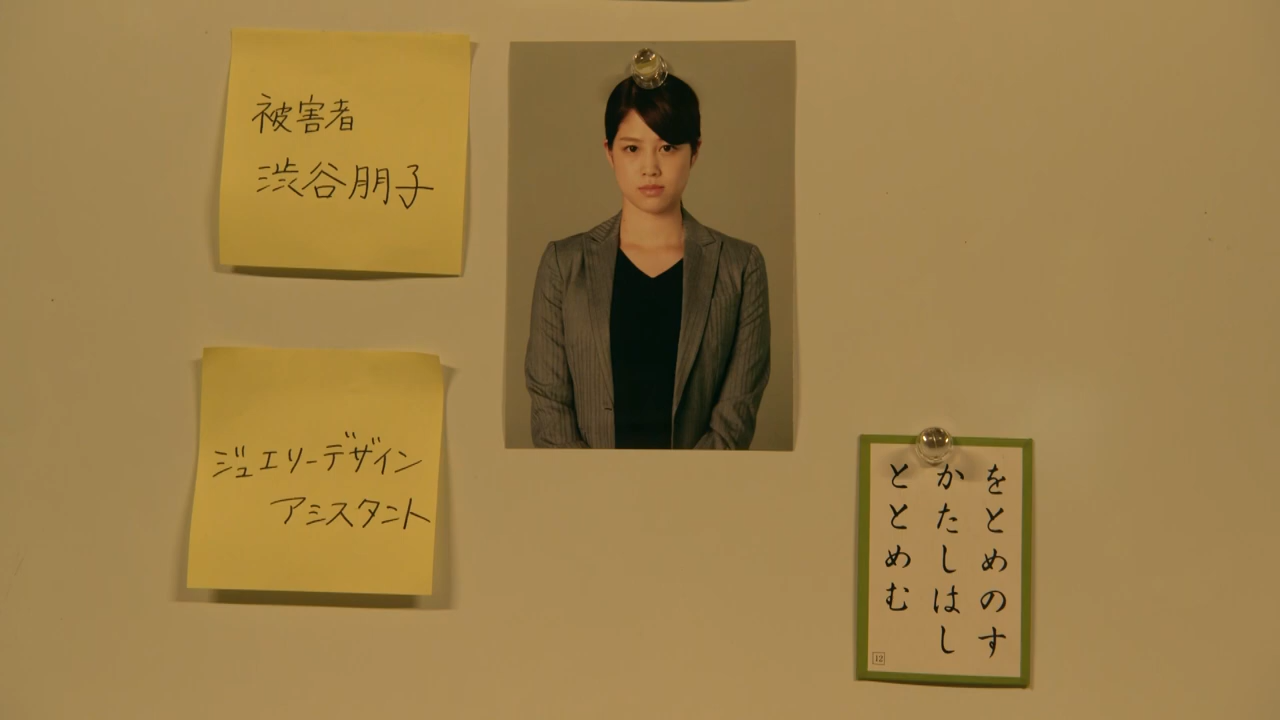 被害者
渋谷朋子
ジュエリーデザイン
アシスタント
をとめのす
かたしはし
ととめむ
12